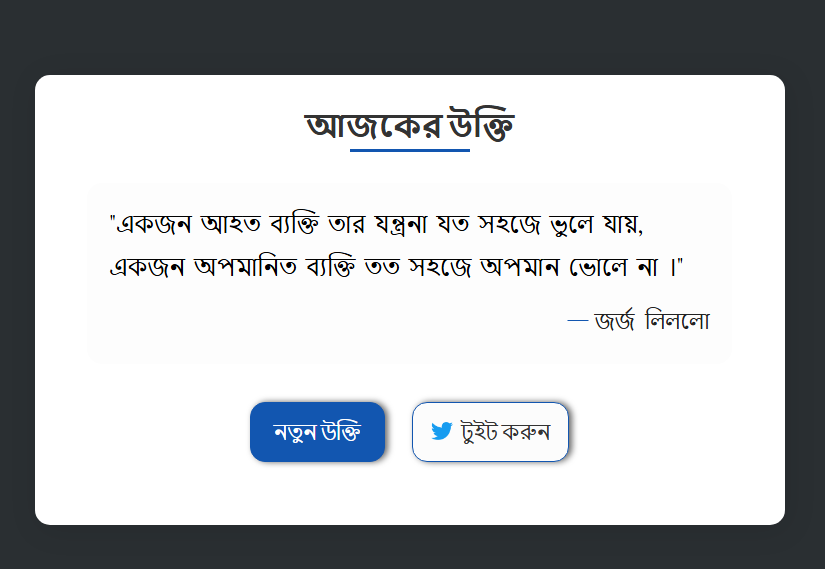 আজকের উক্তি
"একজন আহত ব্যক্তি তার যন্ত্রনা যত সহজে ভুলে যায়,
একজন অপমানিত ব্যক্তি তত সহজে অপমান ভোলে না ।"
— জর্জ লিললো
নতুন উক্তি
টুইট করুন